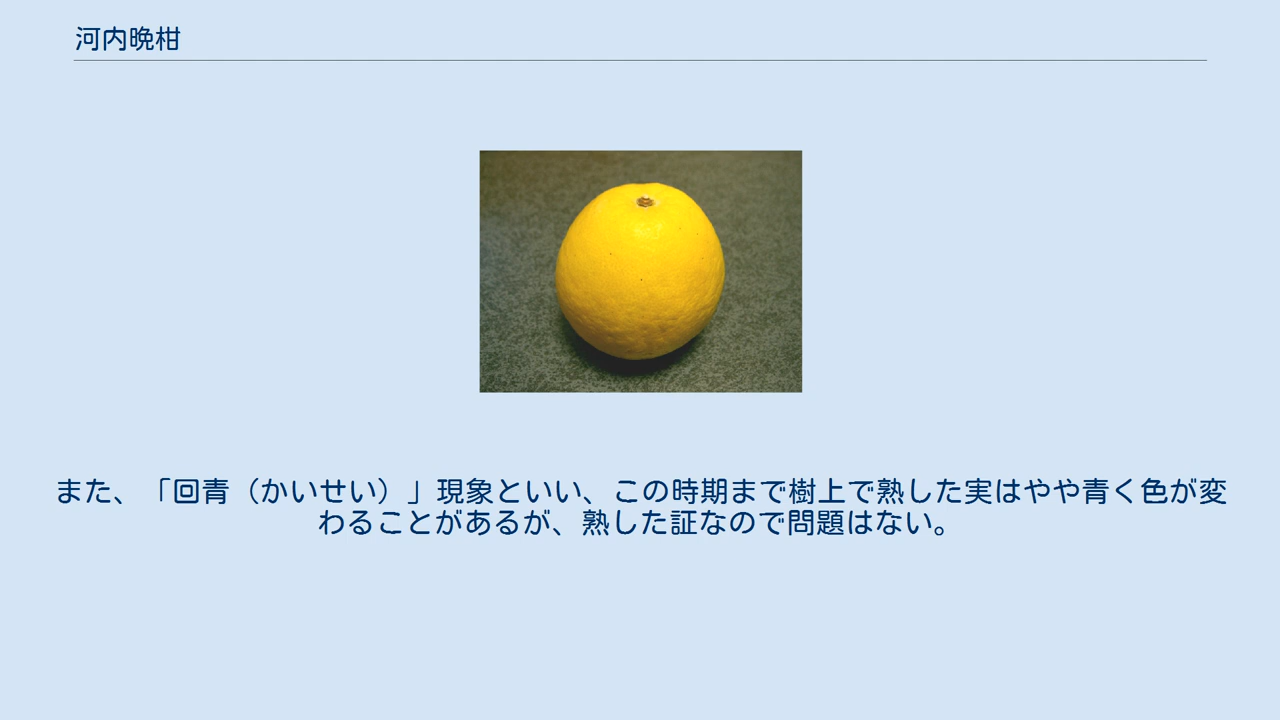 河内晩柑
また、「回青（かいせい）」現象といい、この時期まで樹上で熟した実はやや青く色が変
わることがあるが、熟した証なので問題はない。